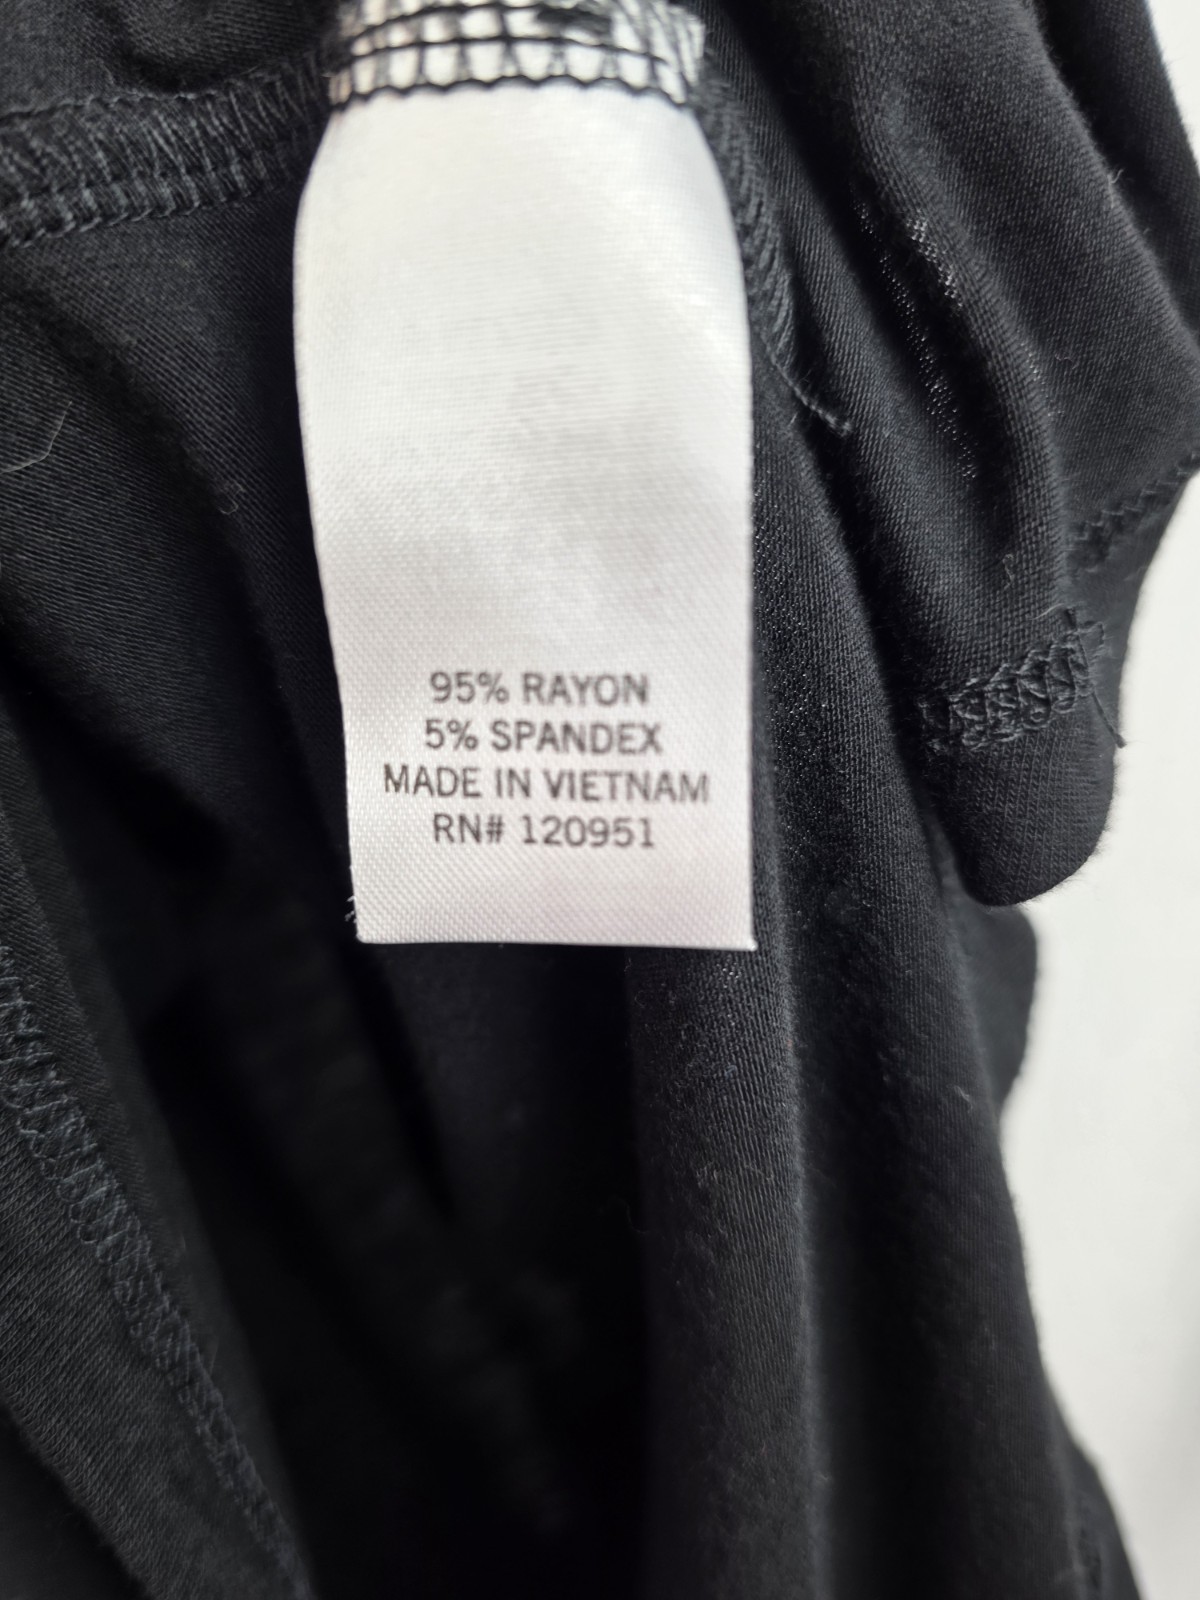 95% RAYON
5% SPANDEX
MADE IN VIETNAM
RN# 120951